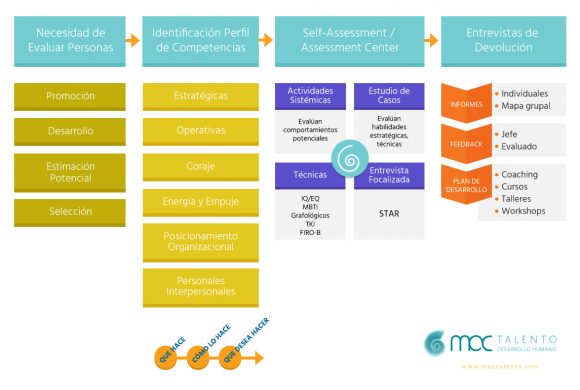 Necesidad de
Evaluar Personas
Identificación Perfil
de Competencias
Self-Assessment /
Assessment Center
Entrevistas de
Devolución
Promoción
Desarrollo
Estimación
Potencial
Selección
Estratégicas
Operativas
Coraje
Energía y Empuje
Posicionamiento
Organizacional
Personales
Interpersonales
Actividades
Sistémicas
Evalúan
comportamientos
potenciales
Estudio de
Casos
Evalúan
habilidades
estratégicas,
técnicas
Técnicas
IQ/EQ
MBTI
Grafológicos
TKI
FIRO-B
Entrevista
Focalizada
STAR
INFORMES
• Individuales
• Mapa grupal
FEEDBACK
• Jefe
• Evaluado
PLAN DE
DESARROLLO
• Coaching
• Cursos
• Talleres
• Workshops
QUE HACE
CÓMO LO HACE
QUE DESEA HACER
moc TALENTO
DESARROLLO HUMANO
www.moctalento.com